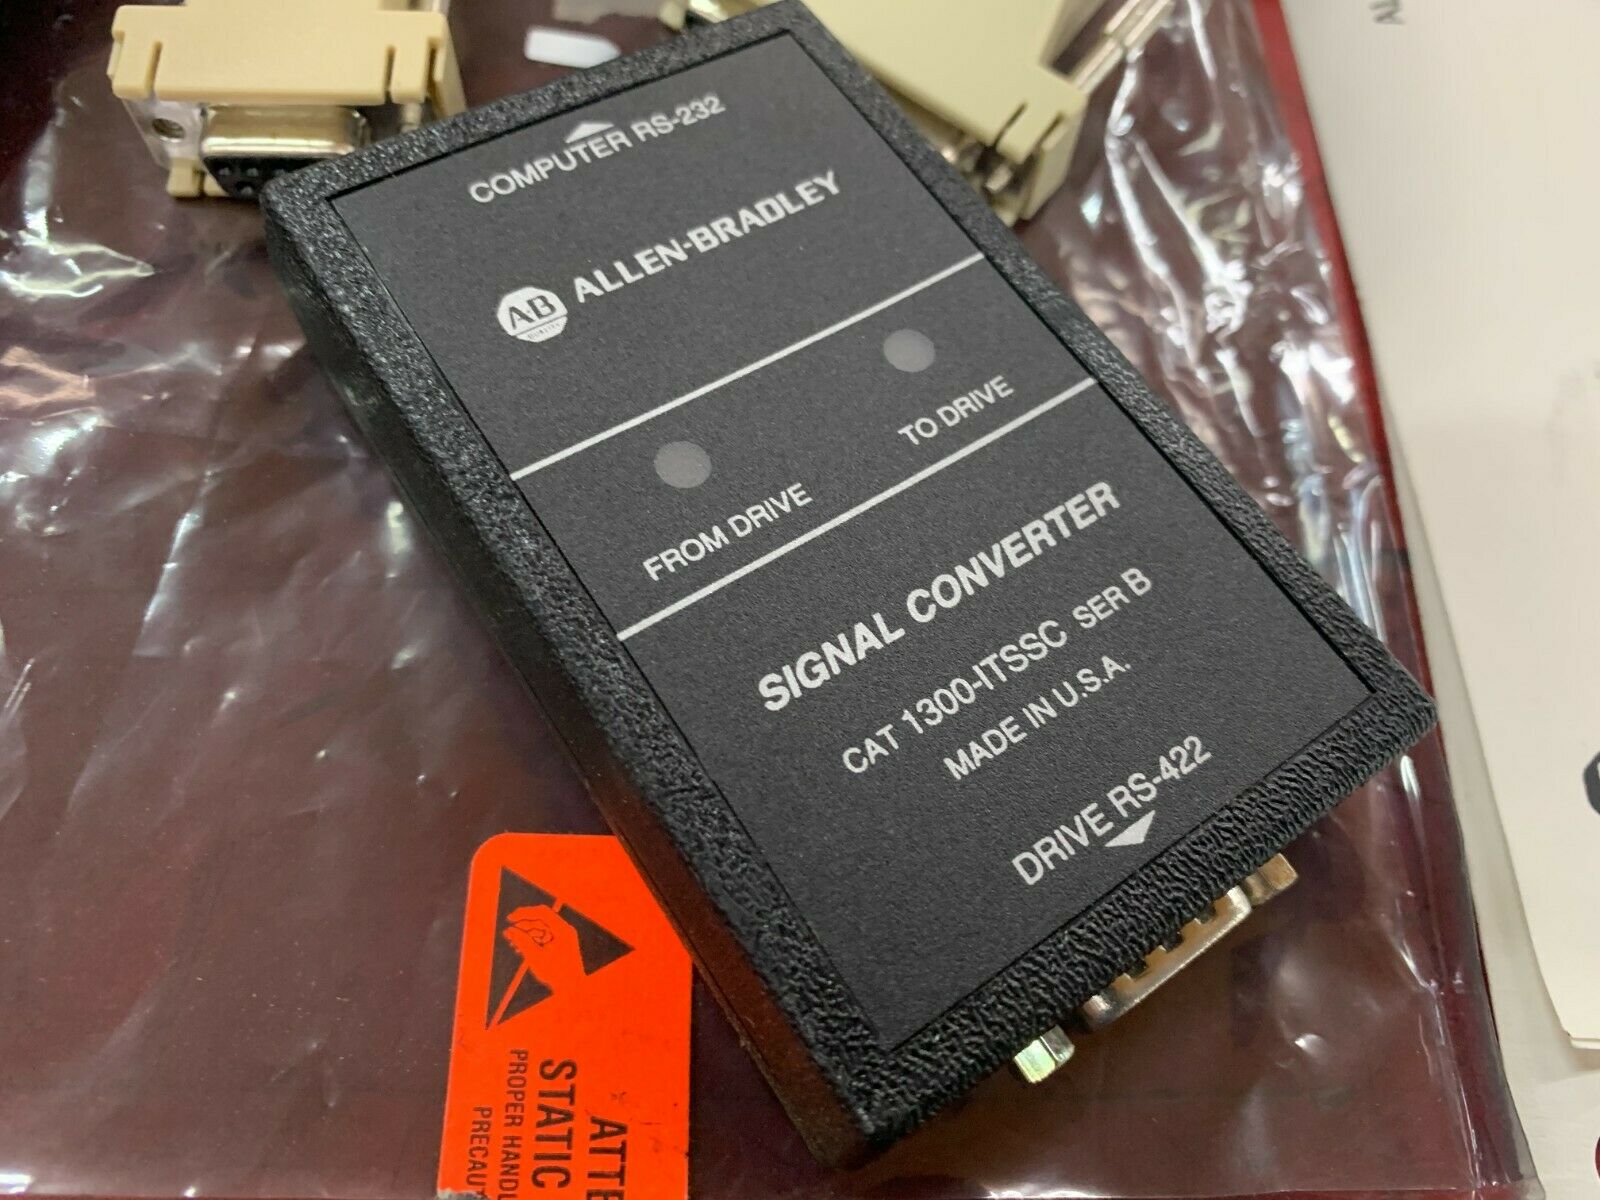 COMPUTER RS-232
AB
QUALITY
ALLEN-BRADLEY
FROM DRIVE
TO DRIVE
SIGNAL CONVERTER
CAT 1300-ITSSC SER B
MADE IN U.S.A.
DRIVE RS-422
ATTE
STATIC
PROPER HANDL
PRECAU